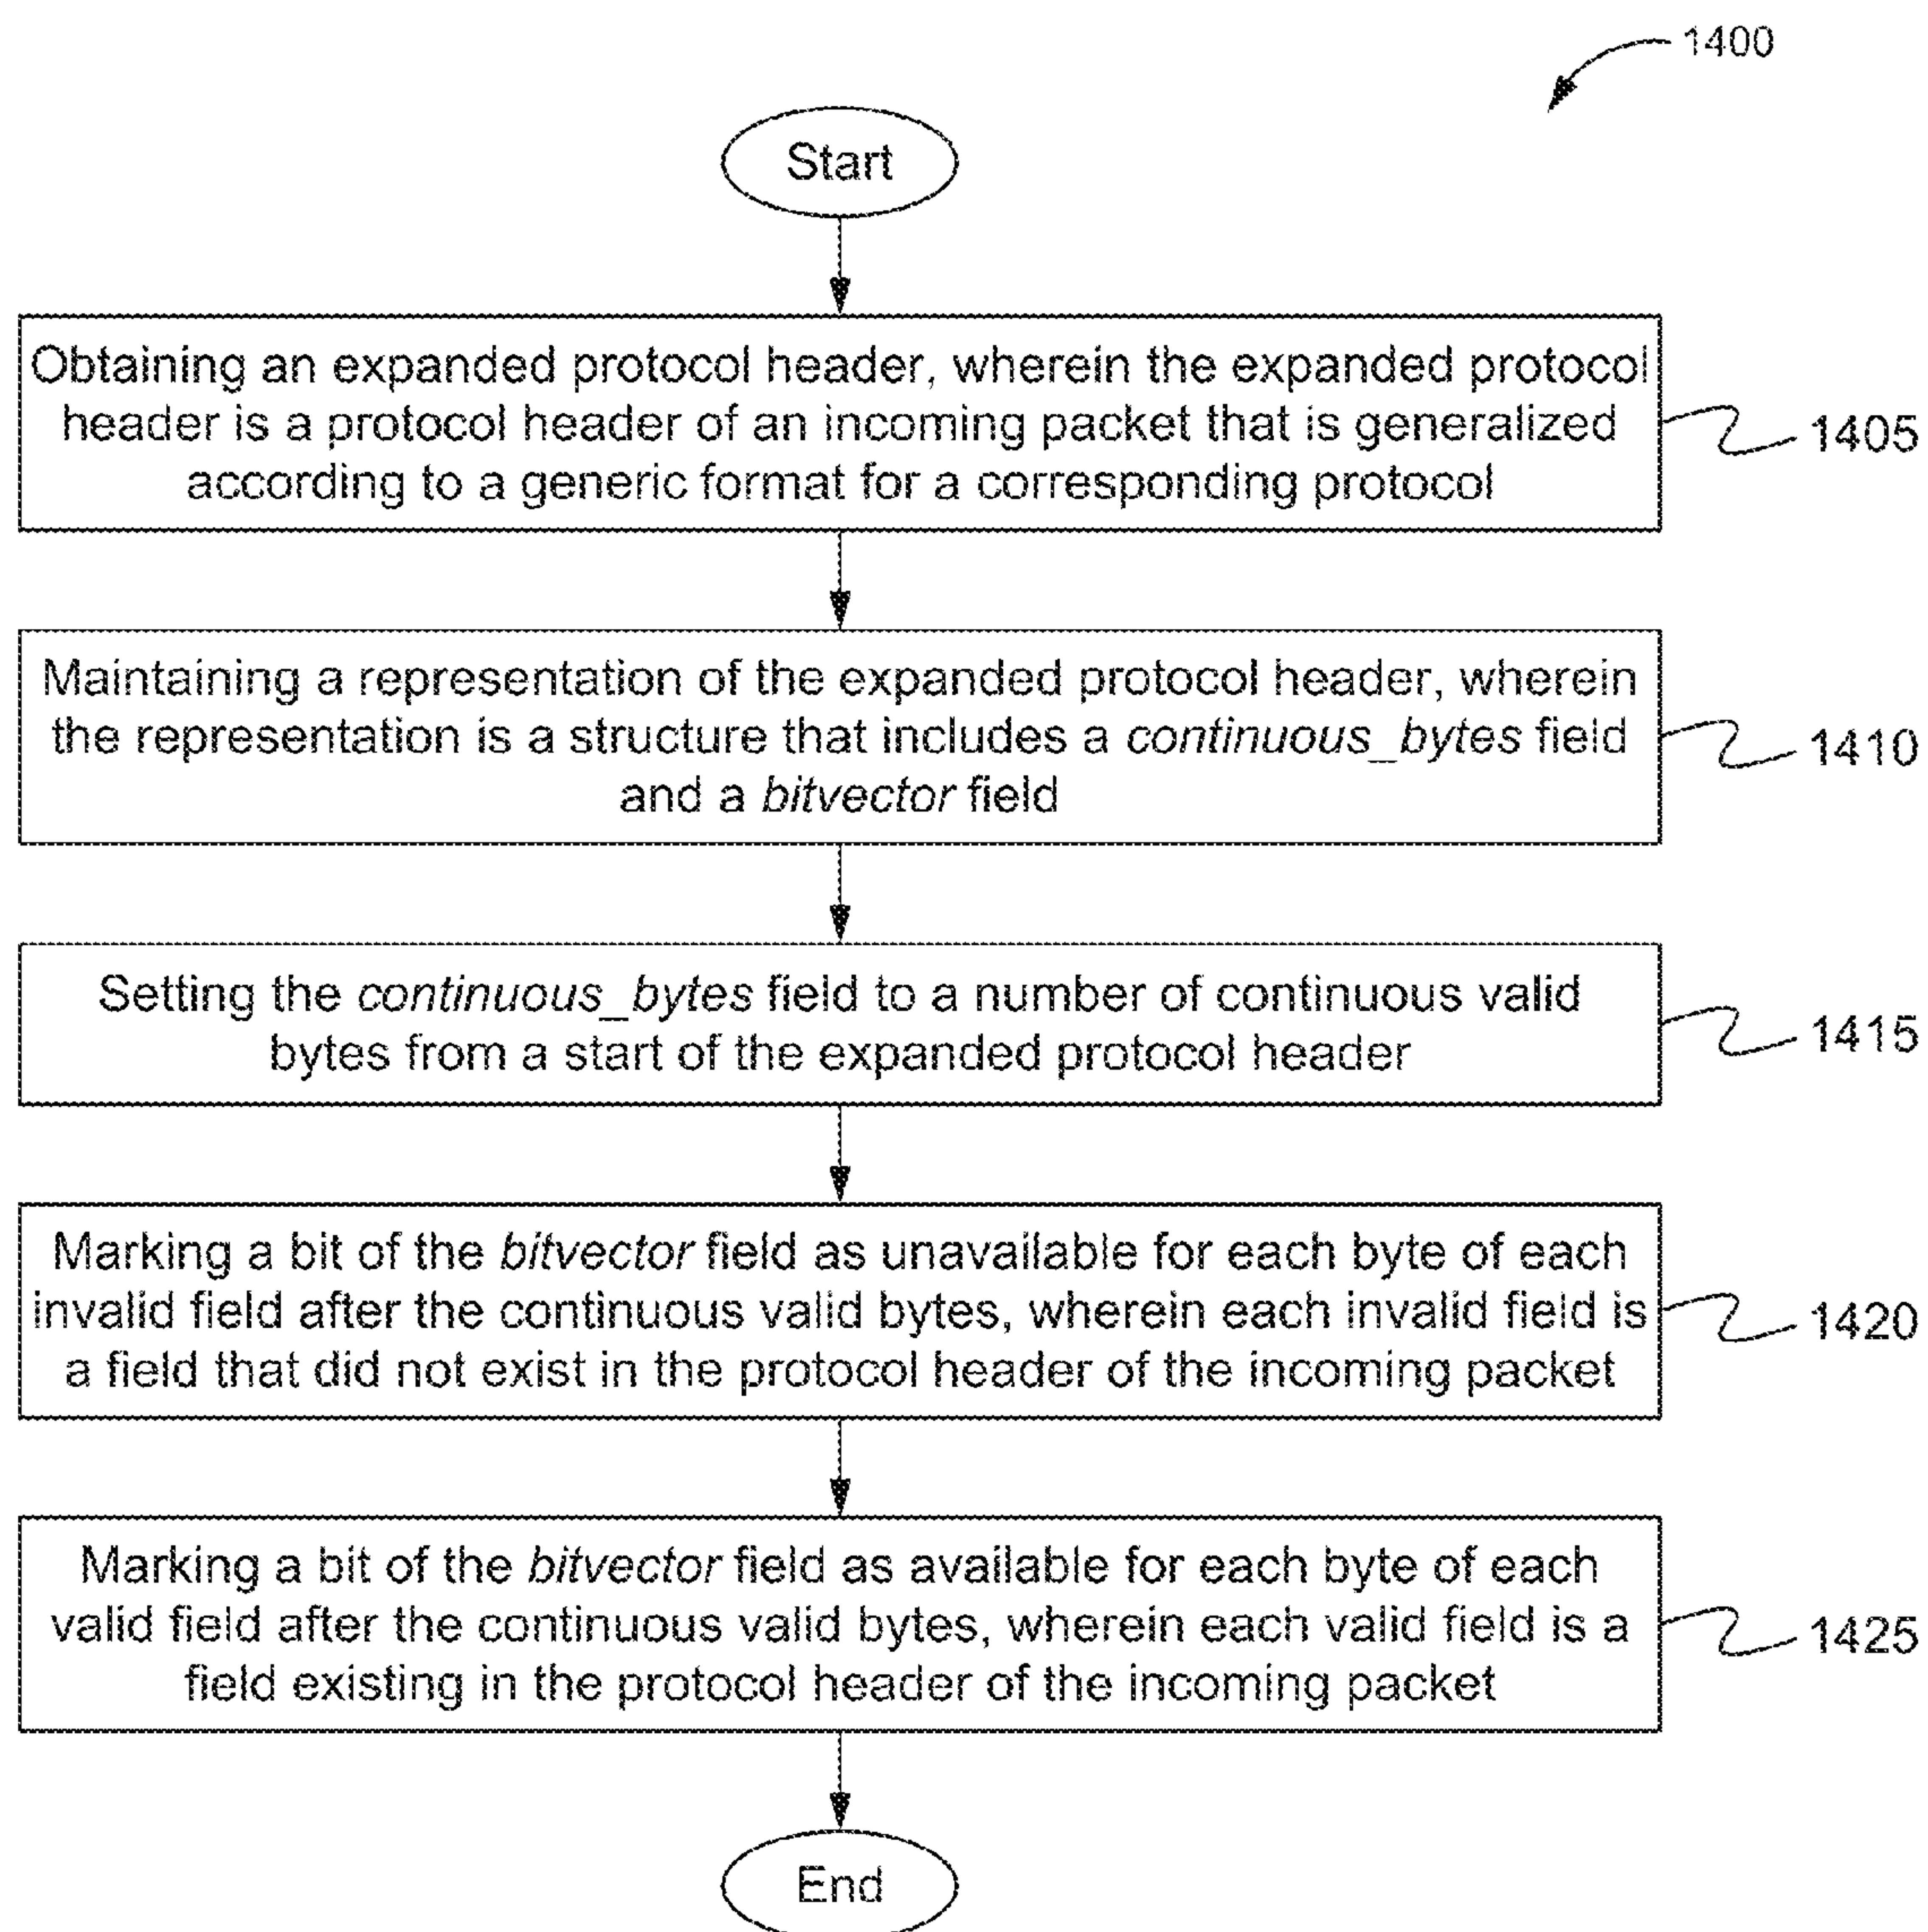 1400
Start
Obtaining an expanded protocol header, wherein the expanded protocol
header is a protocol header of an incoming packet that is generalized
according to a generic format for a corresponding protocol
1405
Maintaining a representation of the expanded protocol header, wherein
the representation is a structure that includes a continuous_bytes field
and a bitvector field
1410
Setting the continuous_bytes field to a number of continuous valid
bytes from a start of the expanded protocol header
1415
Marking a bit of the bitvector field as unavailable for each byte of each
invalid field after the continuous valid bytes, wherein each invalid field is
a field that did not exist in the protocol header of the incoming packet
1420
Marking a bit of the bitvector field as available for each byte of each
valid field after the continuous valid bytes, wherein each valid field is a
field existing in the protocol header of the incoming packet
1425
End